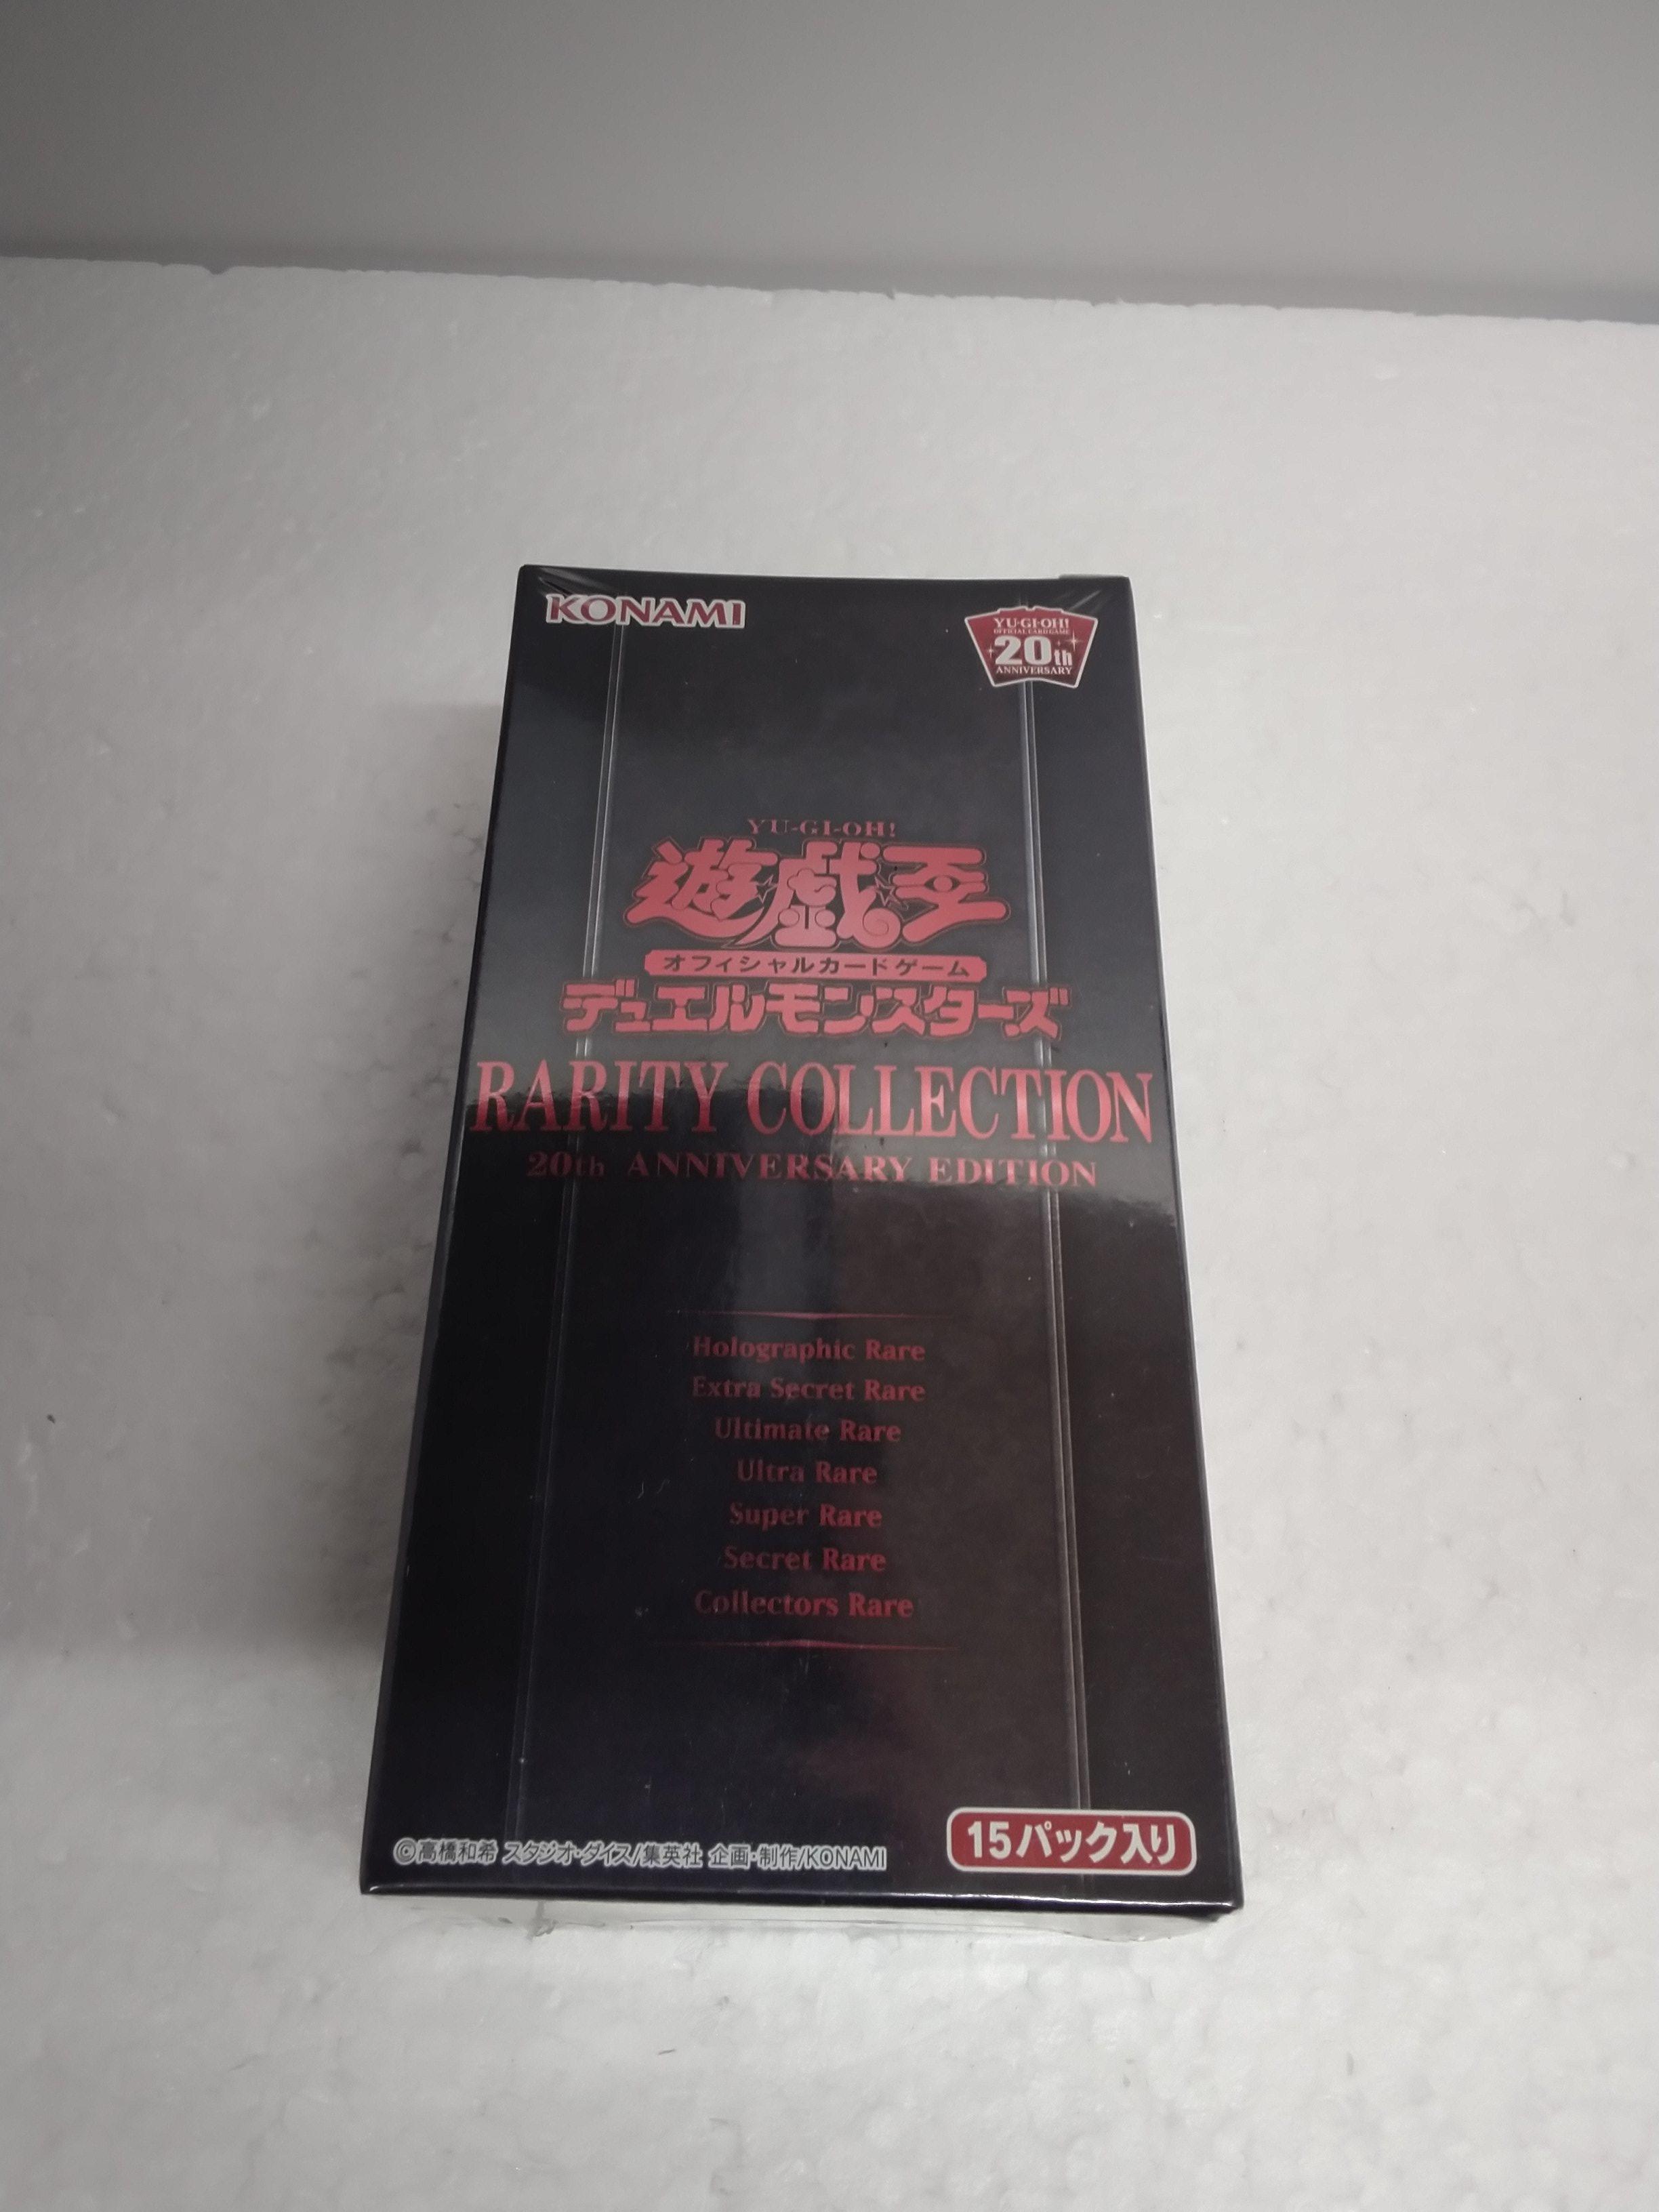 KONAMI
YU-GI-OH!
OFFICIAL CARD GAME
20th
ANNIVERSARY
YU-GI-OH!
遊戯王
オフィシャルカードゲーム
デュエルモンスターズ
RARITY COLLECTION
20th ANNIVERSARY EDITION
Holographic Rare
Extra Secret Rare
Ultimate Rare
Ultra Rare
Super Rare
Secret Rare
Collectors Rare
©高橋和希 スタジオ・ダイス/集英社 企画・制作/KONAMI
15パック入り